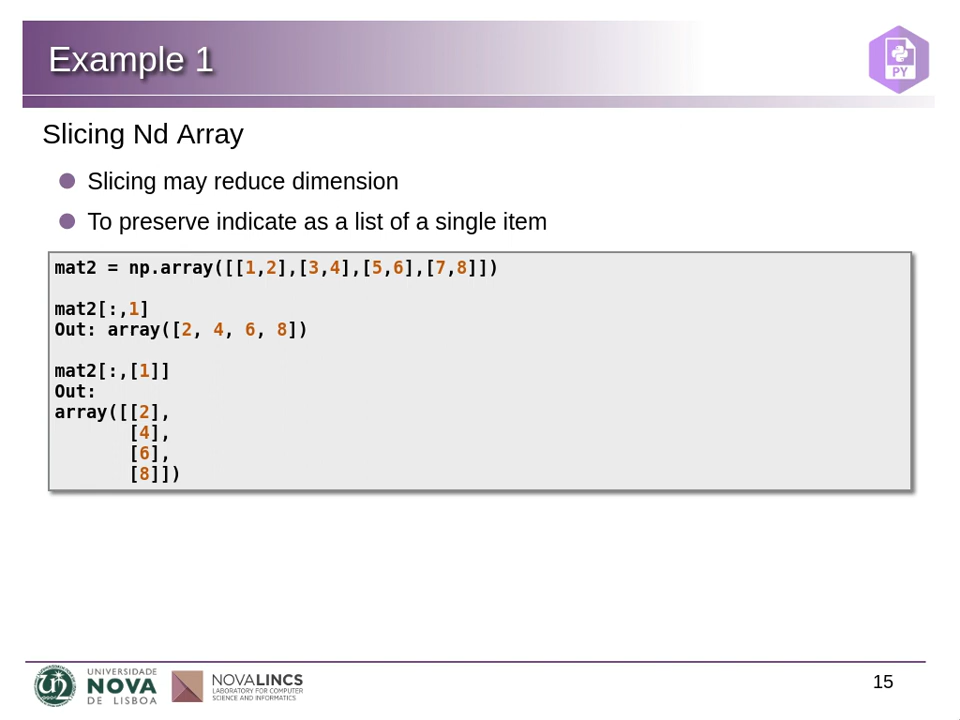 Example 1
PY
Slicing Nd Array
Slicing may reduce dimension
To preserve indicate as a list of a single item
mat2 = np.array([[1,2],[3,4],[5,6],[7,8]])
mat2[:,1]
Out: array([2, 4, 6, 8])
mat2[:,[1]]
Out:
array([[2],
       [4],
       [6],
       [8]])
UNIVERSIDADE
NOVA
DE LISBOA
NOVALINCS
LABORATORY FOR COMPUTER
SCIENCE AND INFORMATICS
15